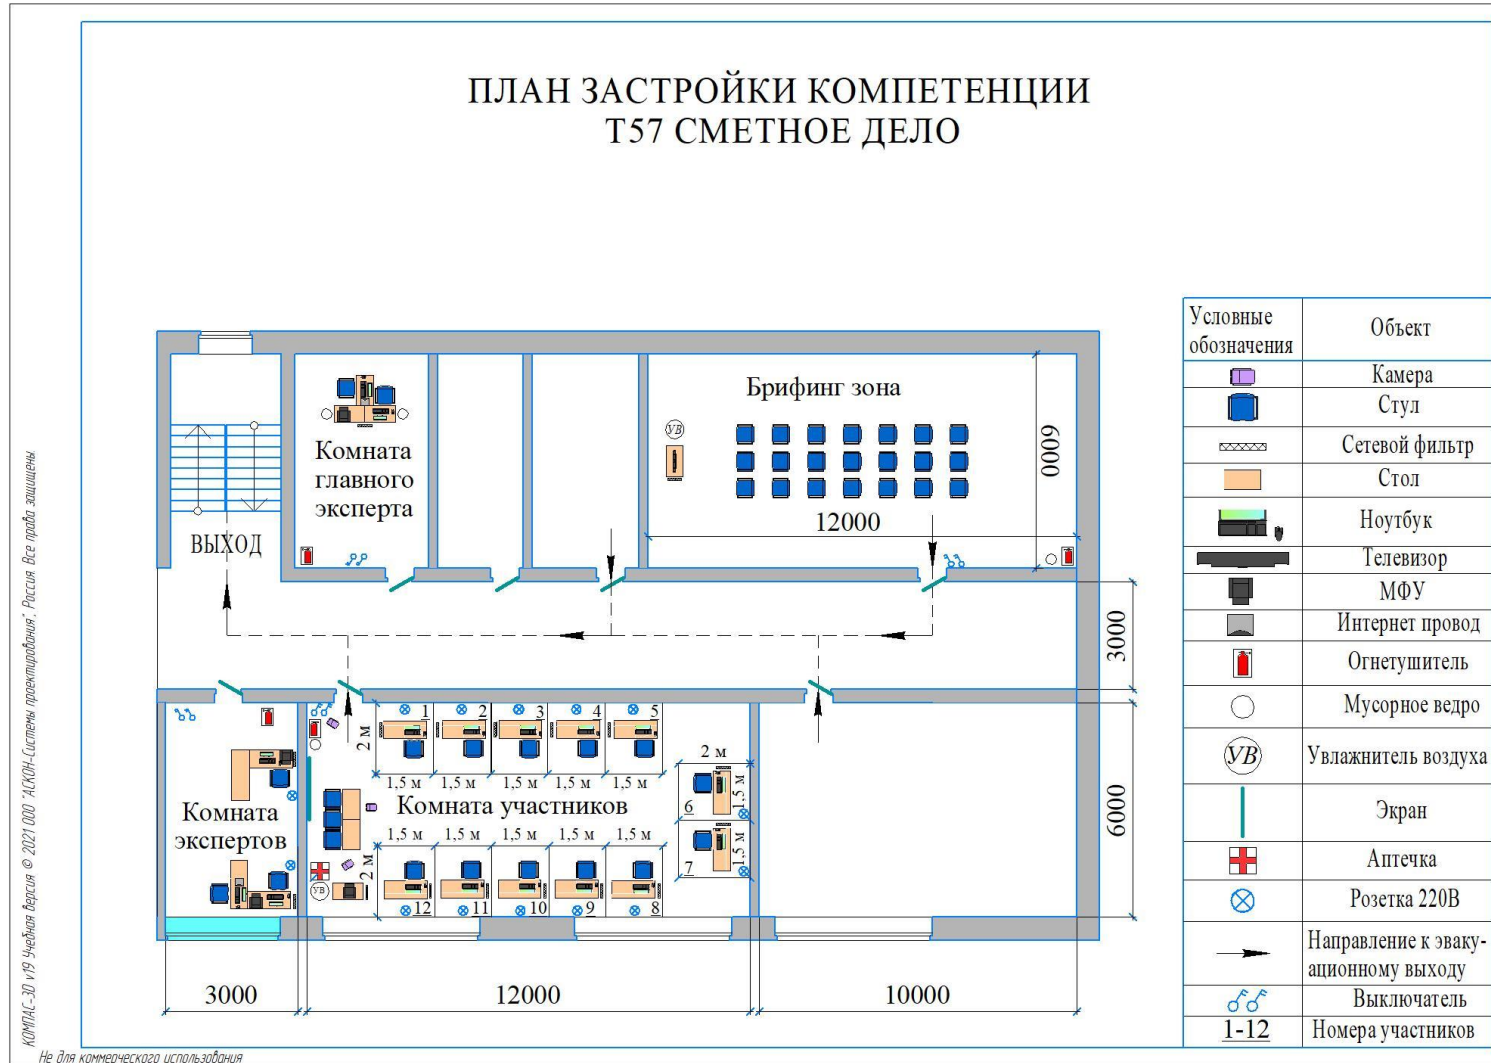 ПЛАН ЗАСТРОЙКИ КОМПЕТЕНЦИИ
Т57 СМЕТНОЕ ДЕЛО
Условные
обозначения
Объект
Камера
Стул
Сетевой фильтр
Стол
Ноутбук
Телевизор
МФУ
Интернет провод
Огнетушитель
Мусорное ведро
УВ
Увлажнитель воздуха
Экран
Аптечка
Розетка 220В
Направление к эваку-
ационному выходу
Выключатель
1-12
Номера участников
Комната
главного
эксперта
ВЫХОД
Брифинг зона
УВ
12000
6000
3000
6000
Комната
экспертов
Комната участников
1 2 3 4 5
2 м
1,5 м 1,5 м 1,5 м 1,5 м 1,5 м
2 м
6
1,5 м
7
1,5 м
1,5 м 1,5 м 1,5 м 1,5 м 1,5 м
2 м
УВ
12 11 10 9 8
3000
12000
10000
КОМПАС-3D v19 Учебная версия © 2021 ООО "АСКОН-Системы проектирования", Россия. Все права защищены
Не для коммерческого использования